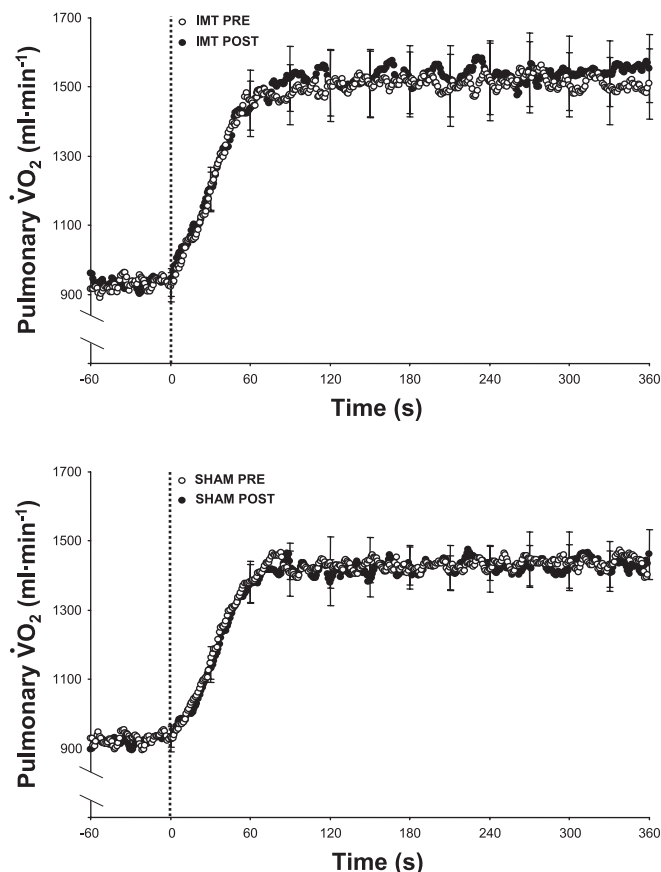 1700
IMT PRE
IMT POST
1500
1300
1100
900
Pulmonary V̇O₂ (ml·min⁻¹)
-60 0 60 120 180 240 300 360
Time (s)
1700
SHAM PRE
SHAM POST
1500
1300
1100
900
Pulmonary V̇O₂ (ml·min⁻¹)
-60 0 60 120 180 240 300 360
Time (s)